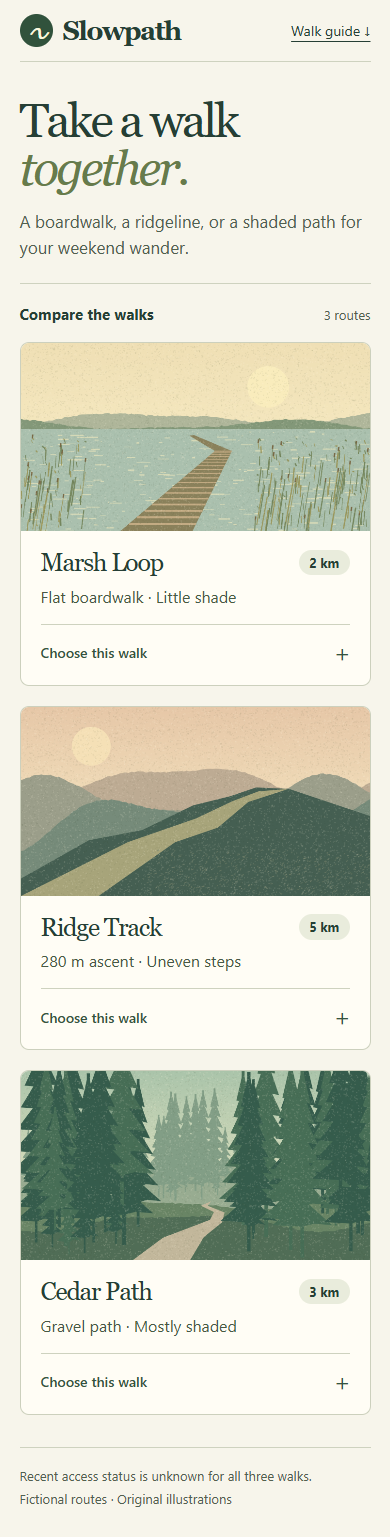 Slowpath
Walk guide ↓
Take a walk
together.
A boardwalk, a ridgeline, or a shaded path for
your weekend wander.
Compare the walks
3 routes
Marsh Loop
2 km
Flat boardwalk · Little shade
Choose this walk
+
Ridge Track
5 km
280 m ascent · Uneven steps
Choose this walk
+
Cedar Path
3 km
Gravel path · Mostly shaded
Choose this walk
+
Recent access status is unknown for all three walks.
Fictional routes · Original illustrations